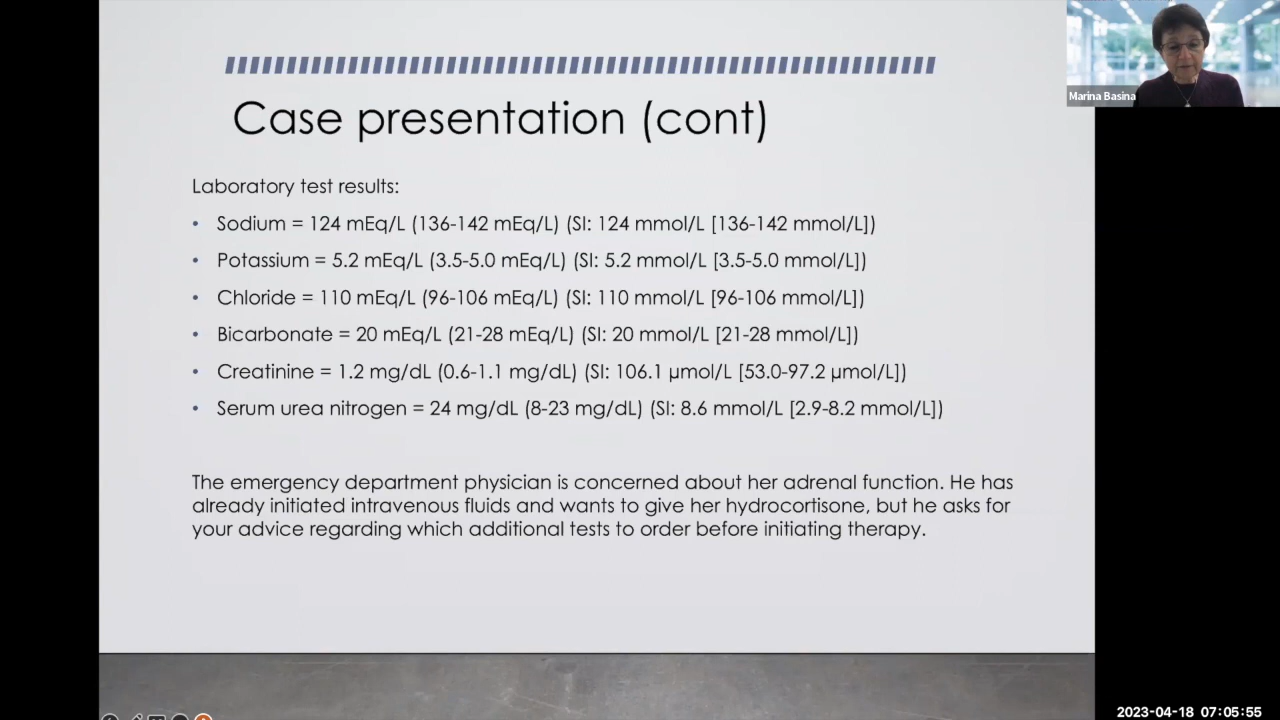 Marina Basina
Case presentation (cont)
Laboratory test results:
• Sodium = 124 mEq/L (136-142 mEq/L) (SI: 124 mmol/L [136-142 mmol/L])
• Potassium = 5.2 mEq/L (3.5-5.0 mEq/L) (SI: 5.2 mmol/L [3.5-5.0 mmol/L])
• Chloride = 110 mEq/L (96-106 mEq/L) (SI: 110 mmol/L [96-106 mmol/L])
• Bicarbonate = 20 mEq/L (21-28 mEq/L) (SI: 20 mmol/L [21-28 mmol/L])
• Creatinine = 1.2 mg/dL (0.6-1.1 mg/dL) (SI: 106.1 µmol/L [53.0-97.2 µmol/L])
• Serum urea nitrogen = 24 mg/dL (8-23 mg/dL) (SI: 8.6 mmol/L [2.9-8.2 mmol/L])
The emergency department physician is concerned about her adrenal function. He has
already initiated intravenous fluids and wants to give her hydrocortisone, but he asks for
your advice regarding which additional tests to order before initiating therapy.
2023-04-18 07:05:55